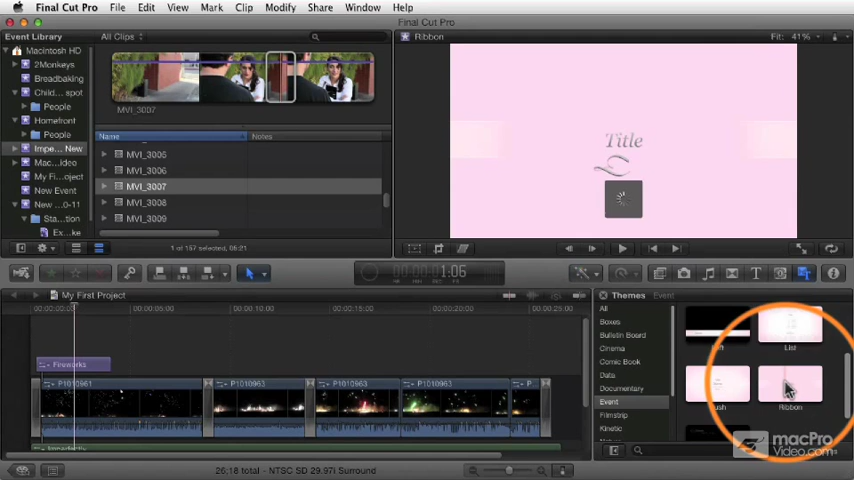 Final Cut Pro File Edit View Mark Clip Modify Share Window Help
Final Cut Pro
Event Library
All Clips
Ribbon
Fit: 41%
Macintosh HD
2Monkeys
Breadbaking
Child...spot
People
Homefront
People
Impe... New
Mac...ideo
My Fi...oject
New Event
New ...0-11
Sta...tion
Ex...ke
MVI_3007
Name
Notes
MVI_3005
MVI_3006
MVI_3007
MVI_3008
MVI_3009
1 of 157 selected, 05:21
Title
1:06
My First Project
00:00:05:00
00:00:10:00
00:00:15:00
00:00:20:00
00:00:25:00
Fireworks
P1010961
P1010963
P1010963
P1010963
P...
26;18 total - NTSC SD 29.97i Surround
Themes
Event
All
Boxes
Bulletin Board
Cinema
Comic Book
Data
Documentary
Event
Filmstrip
Kinetic
List
Ribbon
macPro
Video.com